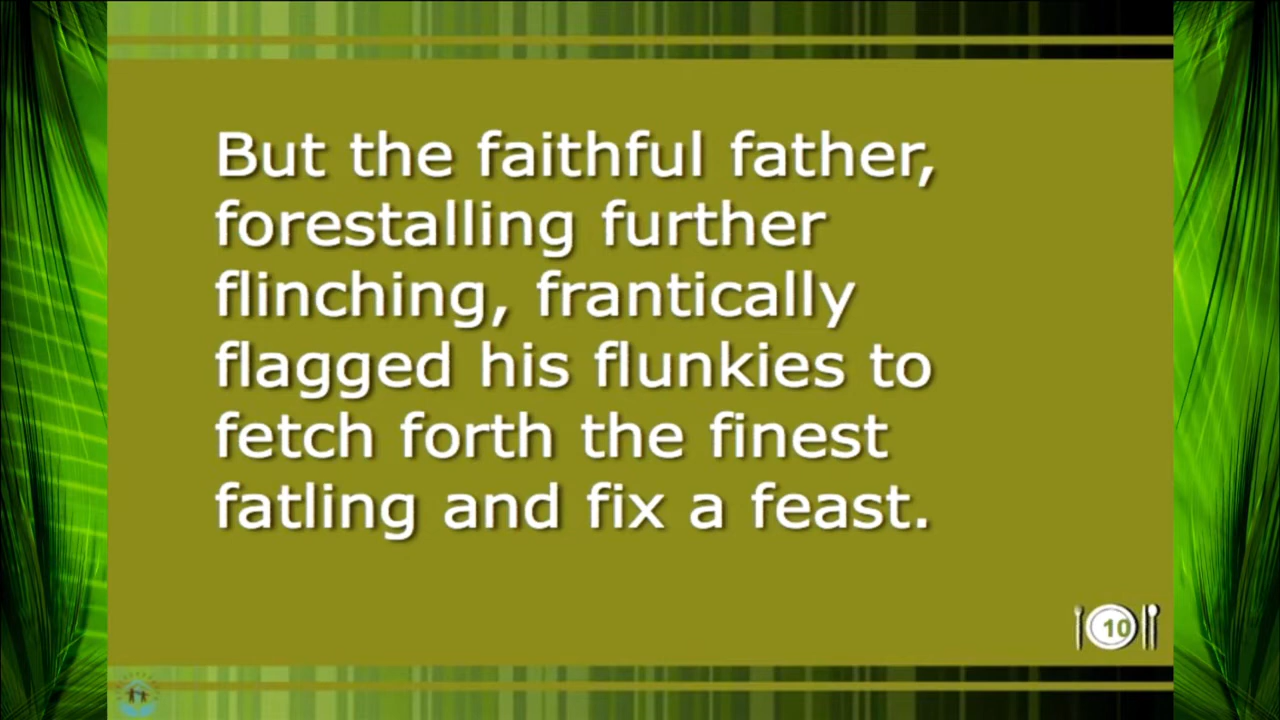 But the faithful father,
forestalling further
flinching, frantically
flagged his flunkies to
fetch forth the finest
fatling and fix a feast.
10